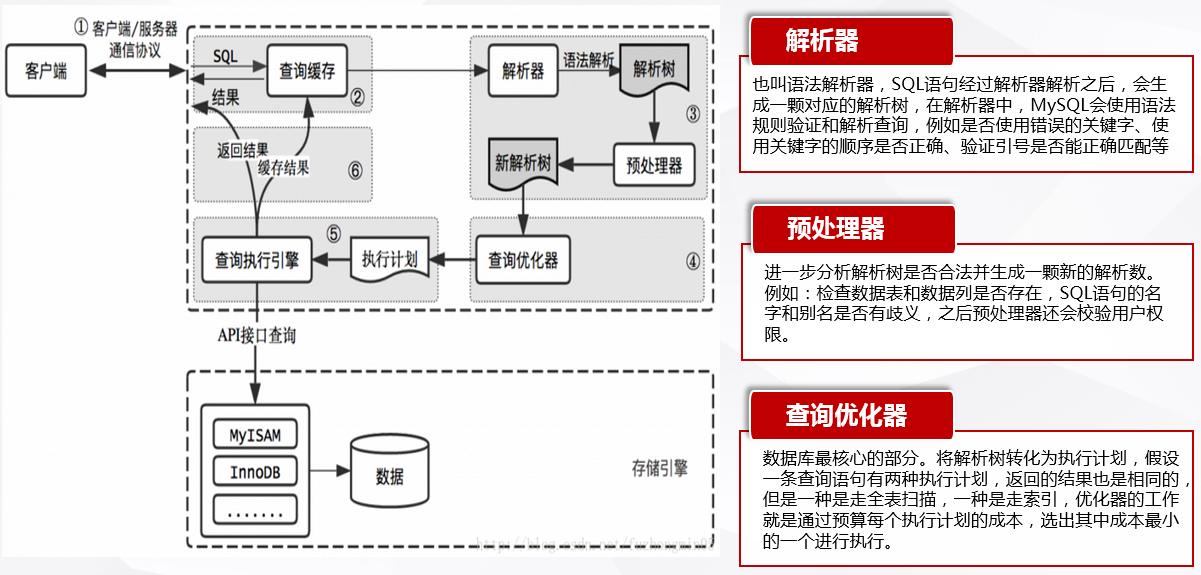 ① 客户端/服务器
通信协议
客户端
SQL
结果
查询缓存
②
解析器
语法解析
解析树
③
预处理器
新解析树
返回结果
缓存结果
⑥
查询执行引擎
⑤
执行计划
查询优化器
④
API接口查询
MyISAM
InnoDB
.......
数据
存储引擎
解析器
也叫语法解析器，SQL语句经过解析器解析之后，会生
成一颗对应的解析树，在解析器中，MySQL会使用语法
规则验证和解析查询，例如是否使用错误的关键字、使
用关键字的顺序是否正确、验证引号是否能正确匹配等
预处理器
进一步分析解析树是否合法并生成一颗新的解析数。
例如：检查数据表和数据列是否存在，SQL语句的名
字和别名是否有歧义，之后预处理器还会校验用户权
限。
查询优化器
数据库最核心的部分。将解析树转化为执行计划，假设
一条查询语句有两种执行计划，返回的结果也是相同的，
但是一种是走全表扫描，一种是走索引，优化器的工作
就是通过预算每个执行计划的成本，选出其中成本最小
的一个进行执行。